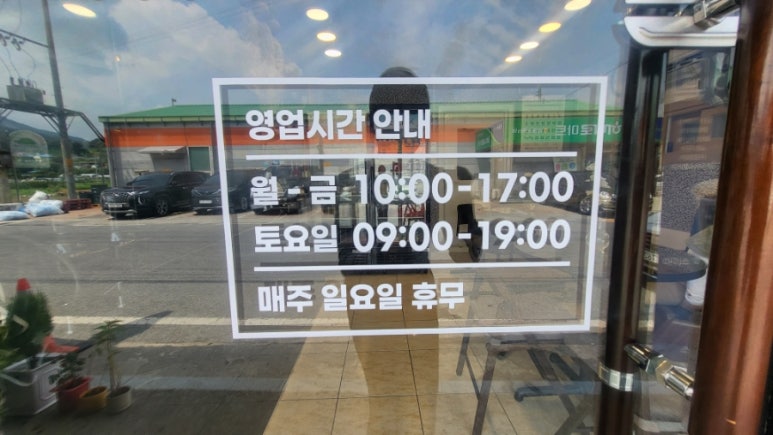 영업시간 안내
월 - 금 10:00-17:00
토요일 09:00-19:00
매주 일요일 휴무